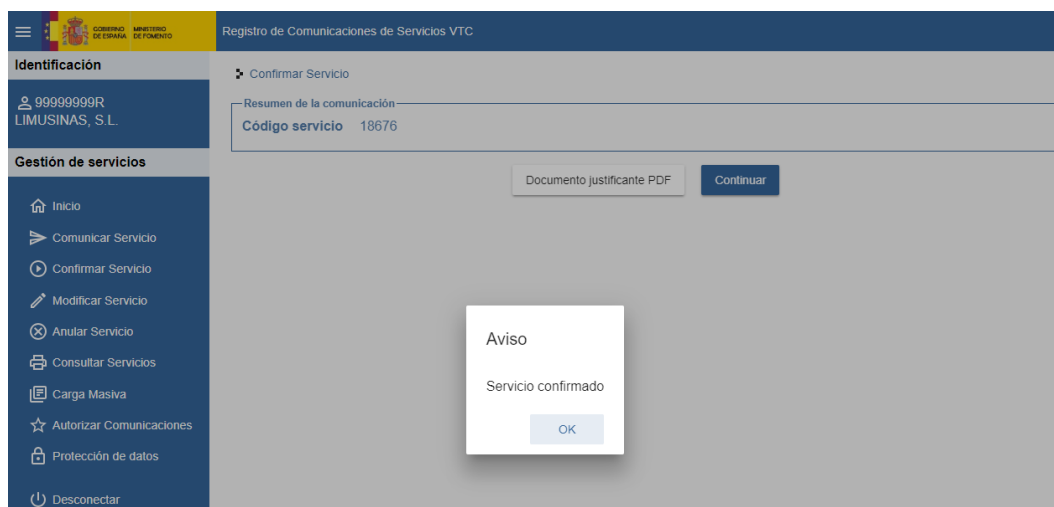 GOBIERNO
DE ESPAÑA
MINISTERIO
DE FOMENTO
Registro de Comunicaciones de Servicios VTC
Identificación
99999999R
LIMUSINAS, S.L.
Gestión de servicios
Inicio
Comunicar Servicio
Confirmar Servicio
Modificar Servicio
Anular Servicio
Consultar Servicios
Carga Masiva
Autorizar Comunicaciones
Protección de datos
Desconectar
Confirmar Servicio
Resumen de la comunicación
Código servicio 18676
Documento justificante PDF
Continuar
Aviso
Servicio confirmado
OK